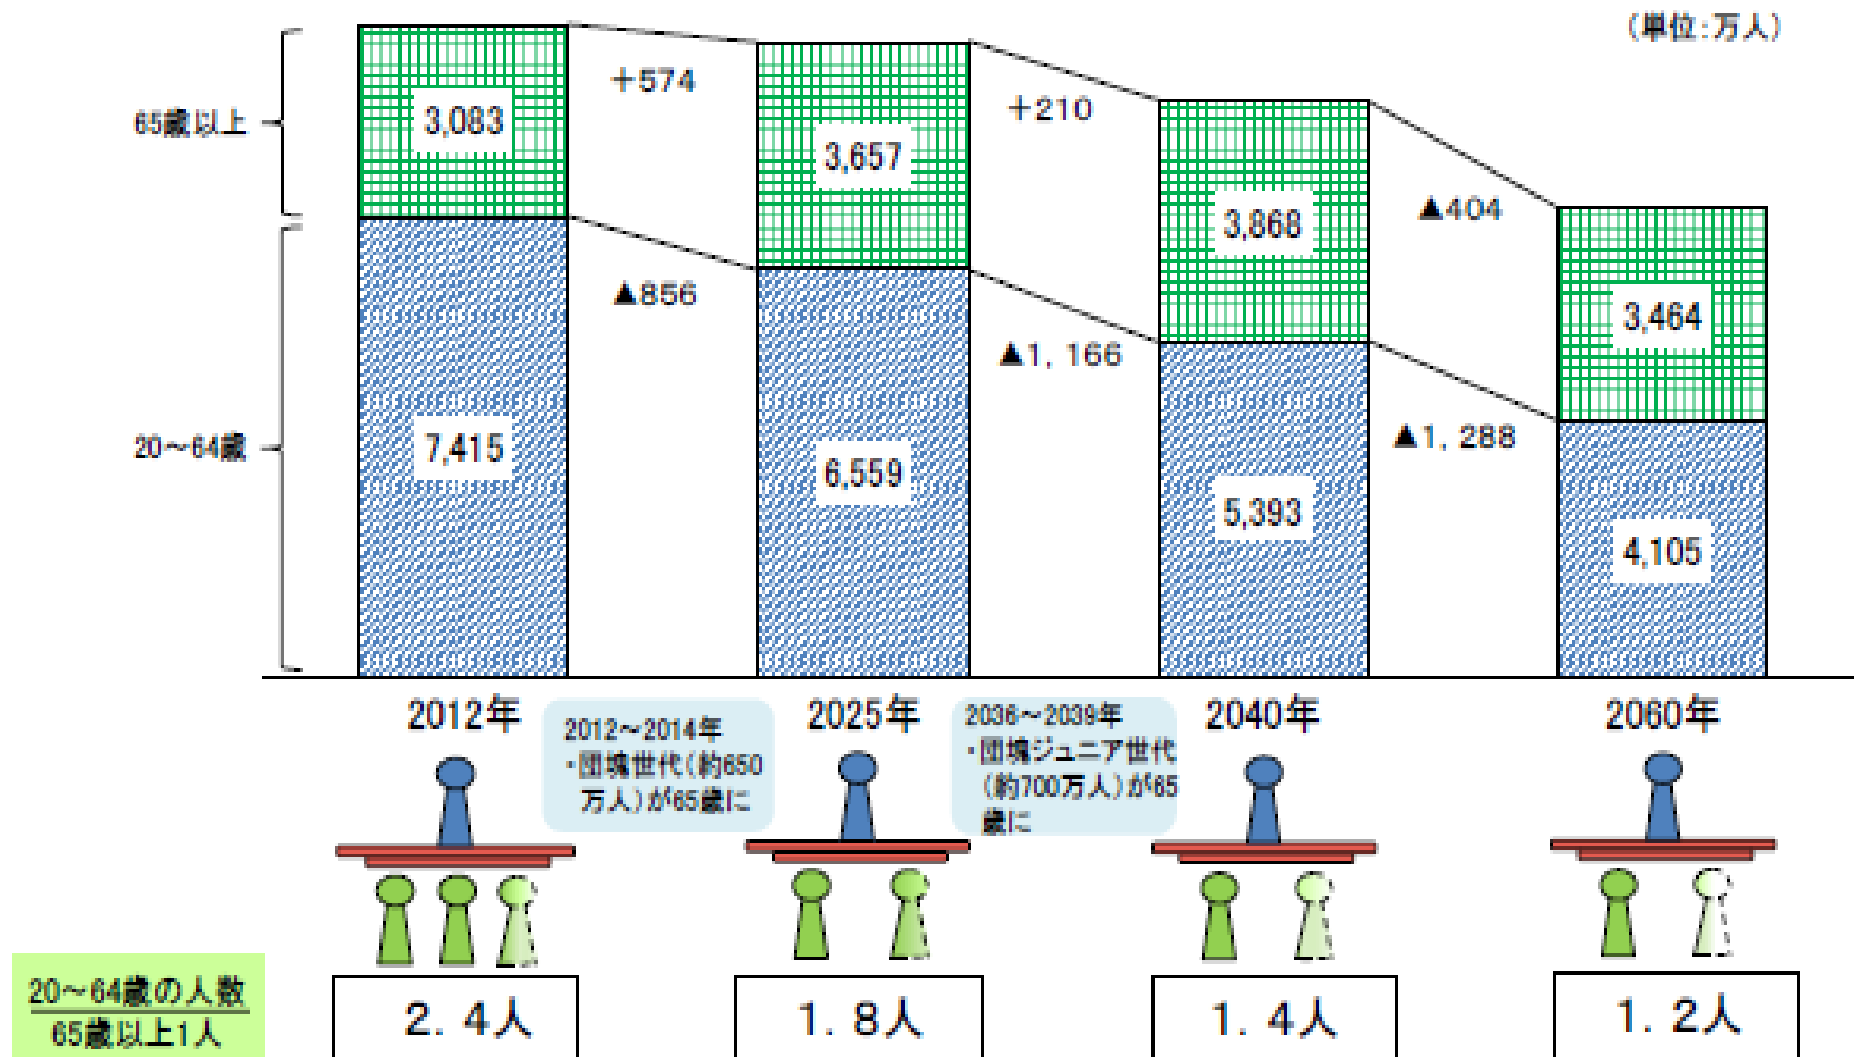 (単位:万人)
65歳以上
3,083
+574
3,657
+210
3,868
▲404
3,464
20～64歳
7,415
▲856
6,559
▲1, 166
5,393
▲1, 288
4,105
2012年
2025年
2040年
2060年
2012～2014年
・団塊世代(約650
万人)が65歳に
2036～2039年
・団塊ジュニア世代
(約700万人)が65
歳に
20～64歳の人数
65歳以上1人
2. 4人
1. 8人
1. 4人
1. 2人